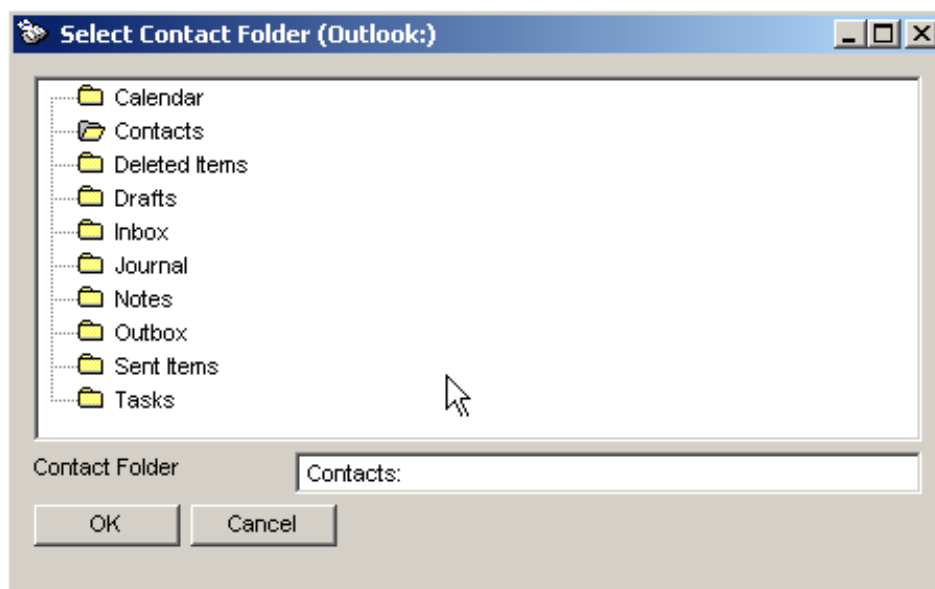 Select Contact Folder (Outlook:)
Calendar
Contacts
Deleted Items
Drafts
Inbox
Journal
Notes
Outbox
Sent Items
Tasks
Contact Folder
Contacts:
OK
Cancel